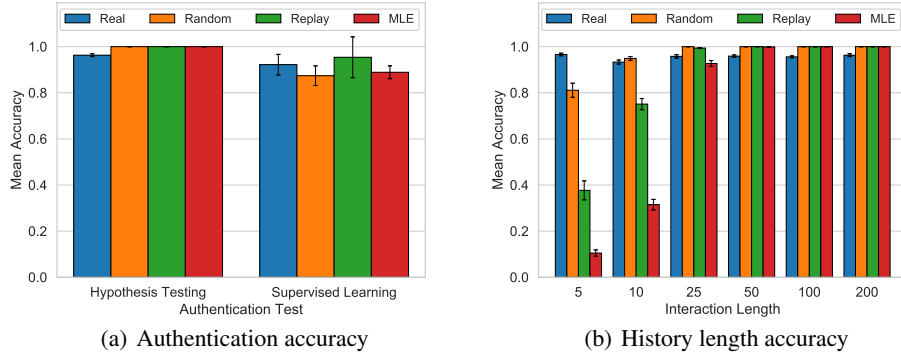 Real Random Replay MLE
1.0
0.8
0.6
0.4
0.2
0.0
Mean Accuracy
Hypothesis Testing Supervised Learning
Authentication Test
(a) Authentication accuracy
Real Random Replay MLE
1.0
0.8
0.6
0.4
0.2
0.0
Mean Accuracy
5 10 25 50 100 200
Interaction Length
(b) History length accuracy